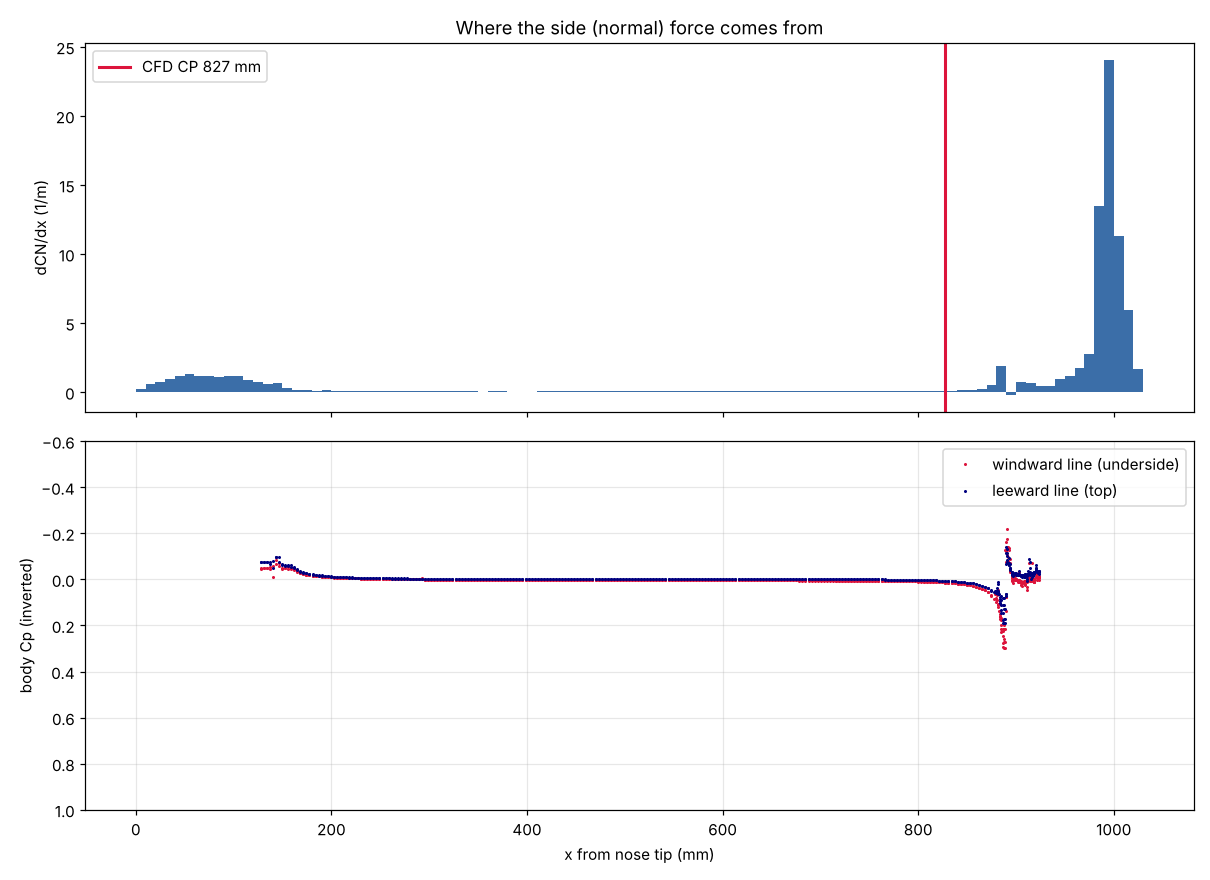 Where the side (normal) force comes from
25
20
15
10
5
0
dCN/dx (1/m)
CFD CP 827 mm
−0.6
−0.4
−0.2
0.0
0.2
0.4
0.6
0.8
1.0
body Cp (inverted)
windward line (underside)
leeward line (top)
0 200 400 600 800 1000
x from nose tip (mm)